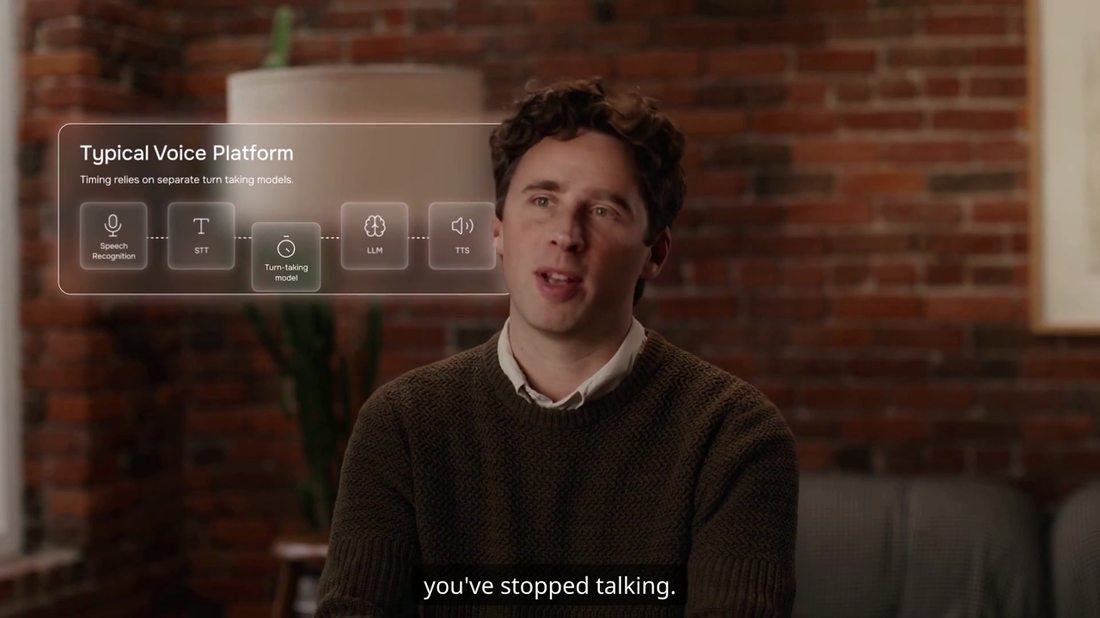 Typical Voice Platform
Timing relies on separate turn taking models.
Speech
Recognition
STT
Turn-taking
model
LLM
TTS
you've stopped talking.